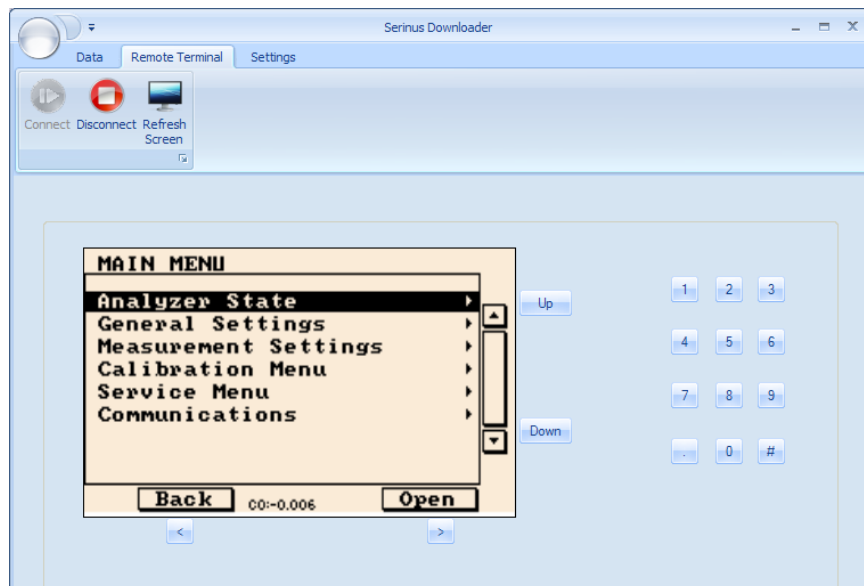 Serinus Downloader
Data Remote Terminal Settings
Connect Disconnect Refresh Screen
MAIN MENU
Analyzer State
General Settings
Measurement Settings
Calibration Menu
Service Menu
Communications
Back CO:-0.006 Open
< >
Up
Down
1 2 3
4 5 6
7 8 9
. 0 #